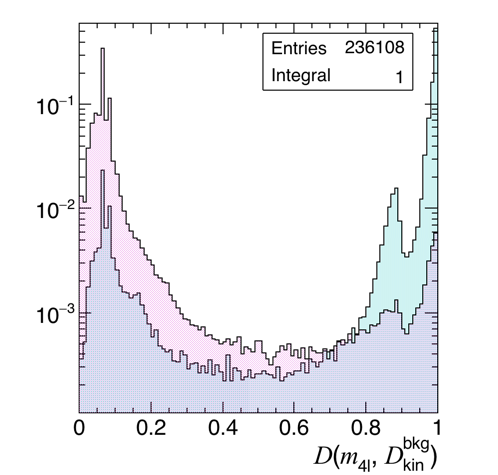 Entries 236108
Integral 1
10⁻¹
10⁻²
10⁻³
0 0.2 0.4 0.6 0.8 1
D(m₄ₗ, D^bkg_kin)